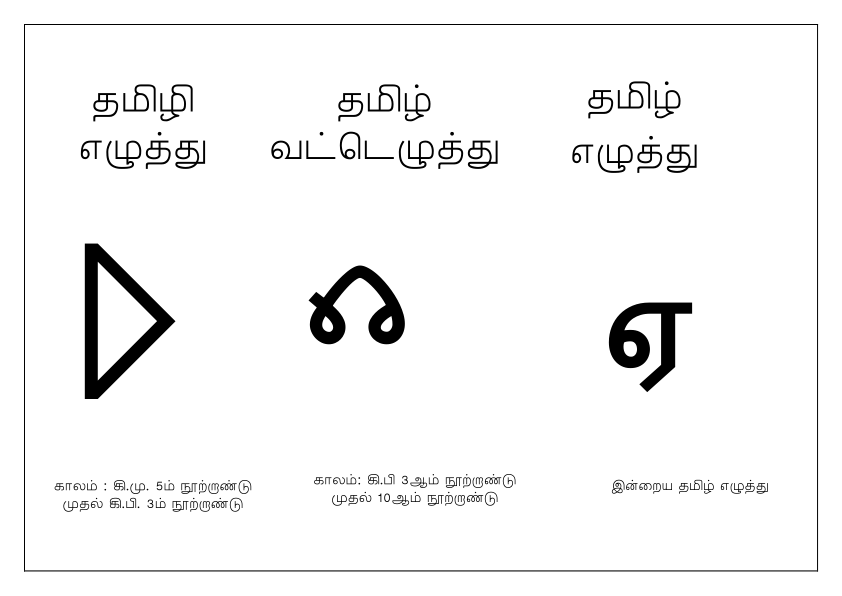 தமிழி
எழுத்து
தமிழ்
வட்டெழுத்து
தமிழ்
எழுத்து
ஏ
காலம் : கி.மு. 5ம் நூற்றாண்டு
முதல் கி.பி. 3ம் நூற்றாண்டு
காலம்: கி.பி 3ஆம் நூற்றாண்டு
முதல் 10ஆம் நூற்றாண்டு
இன்றைய தமிழ் எழுத்து